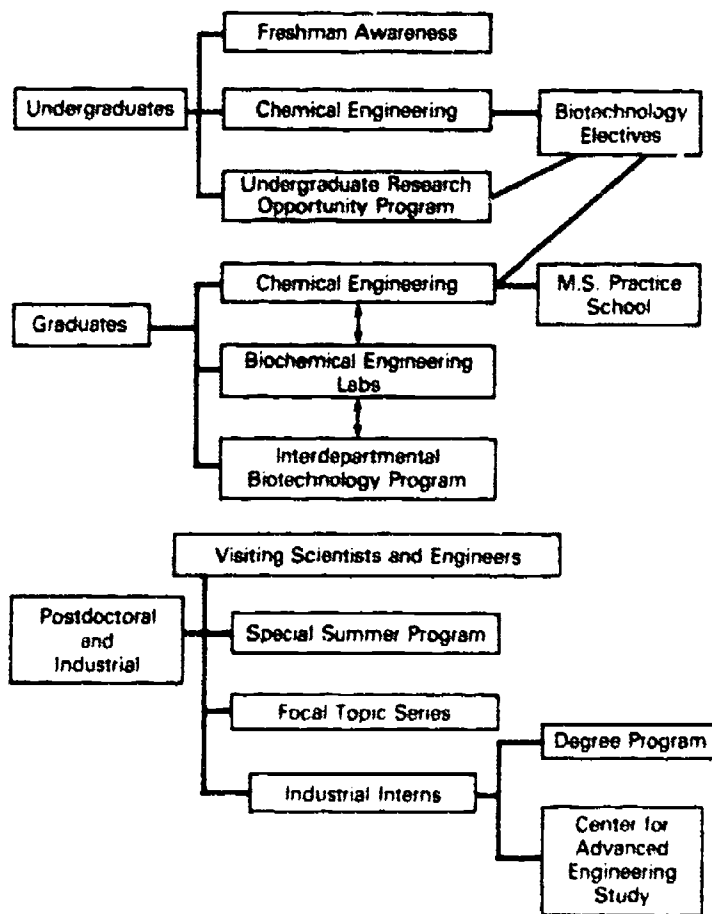 Freshman Awareness
Undergraduates
Chemical Engineering
Biotechnology
Electives
Undergraduate Research
Opportunity Program
Chemical Engineering
M.S. Practice
School
Graduates
Biochemical Engineering
Labs
Interdepartmental
Biotechnology Program
Visiting Scientists and Engineers
Postdoctoral
and
Industrial
Special Summer Program
Focal Topic Series
Degree Program
Industrial Interns
Center for
Advanced
Engineering
Study